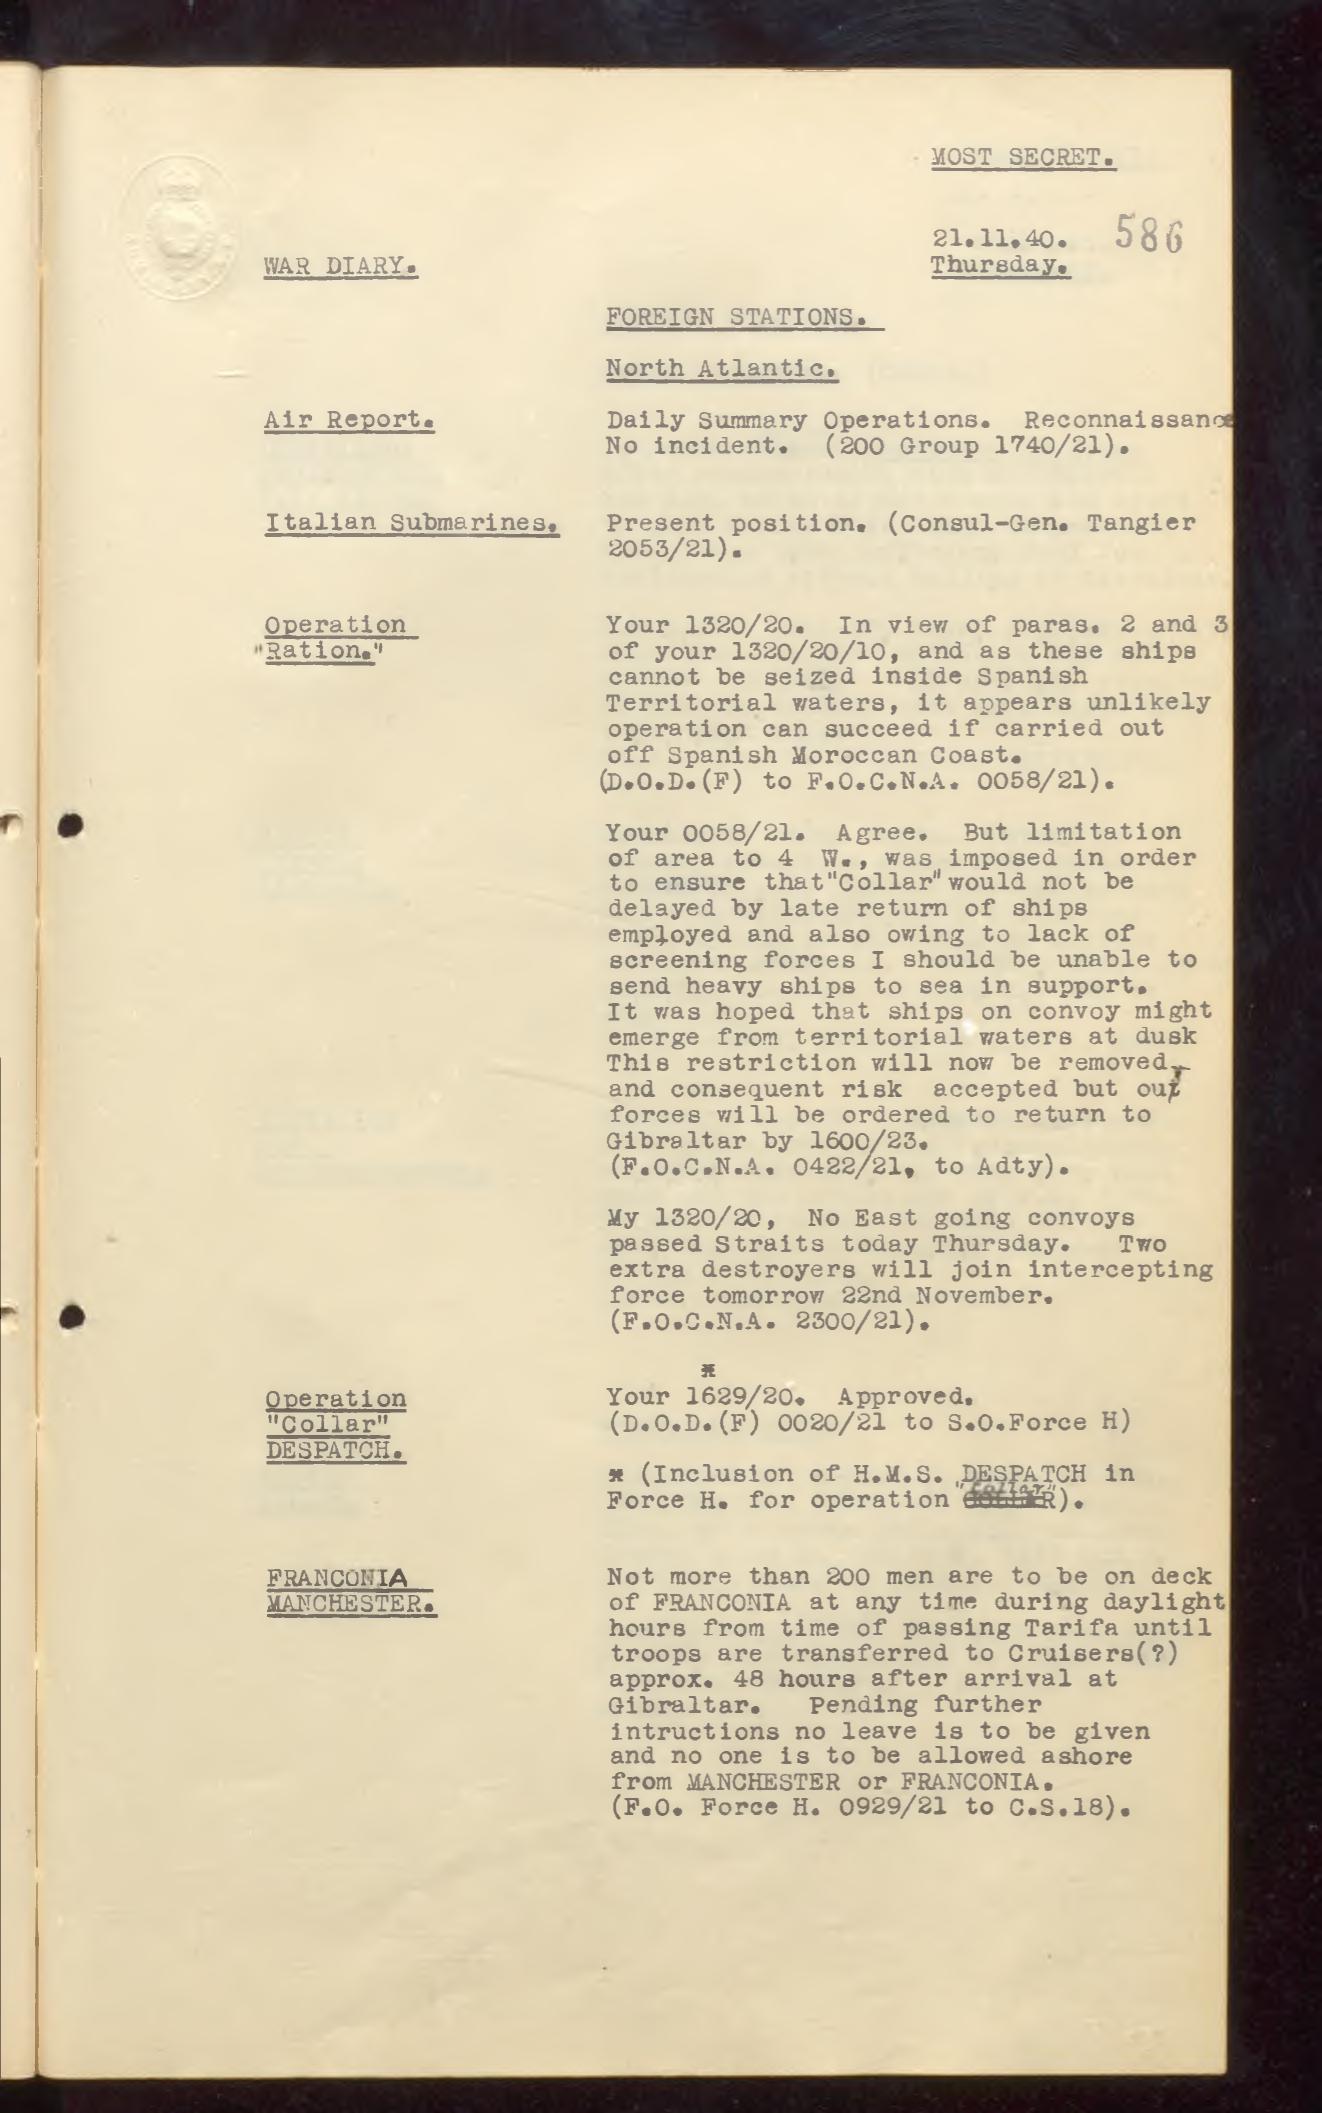 MOST SECRET.
21.11.40. 586
WAR DIARY. Thursday.
FOREIGN STATIONS.
North Atlantic.
Air Report. Daily Summary Operations. Reconnaissance
No incident. (200 Group 1740/21).
Italian Submarines. Present position. (Consul-Gen. Tangier
2053/21).
Operation Your 1320/20. In view of paras. 2 and 3
"Ration." of your 1320/20/10, and as these ships
cannot be seized inside Spanish
Territorial waters, it appears unlikely
operation can succeed if carried out
off Spanish Moroccan Coast.
(D.O.D.(F) to F.O.C.N.A. 0058/21).
Your 0058/21. Agree. But limitation
of area to 4 W., was imposed in order
to ensure that "Collar" would not be
delayed by late return of ships
employed and also owing to lack of
screening forces I should be unable to
send heavy ships to sea in support.
It was hoped that ships on convoy might
emerge from territorial waters at dusk
This restriction will now be removed,
and consequent risk accepted but our
forces will be ordered to return to
Gibraltar by 1600/23.
(F.O.C.N.A. 0422/21, to Adty).
My 1320/20, No East going convoys
passed Straits today Thursday. Two
extra destroyers will join intercepting
force tomorrow 22nd November.
(F.O.C.N.A. 2300/21).
*
Operation Your 1629/20. Approved.
"Collar" (D.O.D.(F) 0020/21 to S.O.Force H)
DESPATCH.
* (Inclusion of H.M.S. DESPATCH in
Force H. for operation "Collar").
FRANCONIA Not more than 200 men are to be on deck
MANCHESTER. of FRANCONIA at any time during daylight
hours from time of passing Tarifa until
troops are transferred to Cruisers(?)
approx. 48 hours after arrival at
Gibraltar. Pending further
intructions no leave is to be given
and no one is to be allowed ashore
from MANCHESTER or FRANCONIA.
(F.O. Force H. 0929/21 to C.S.18).